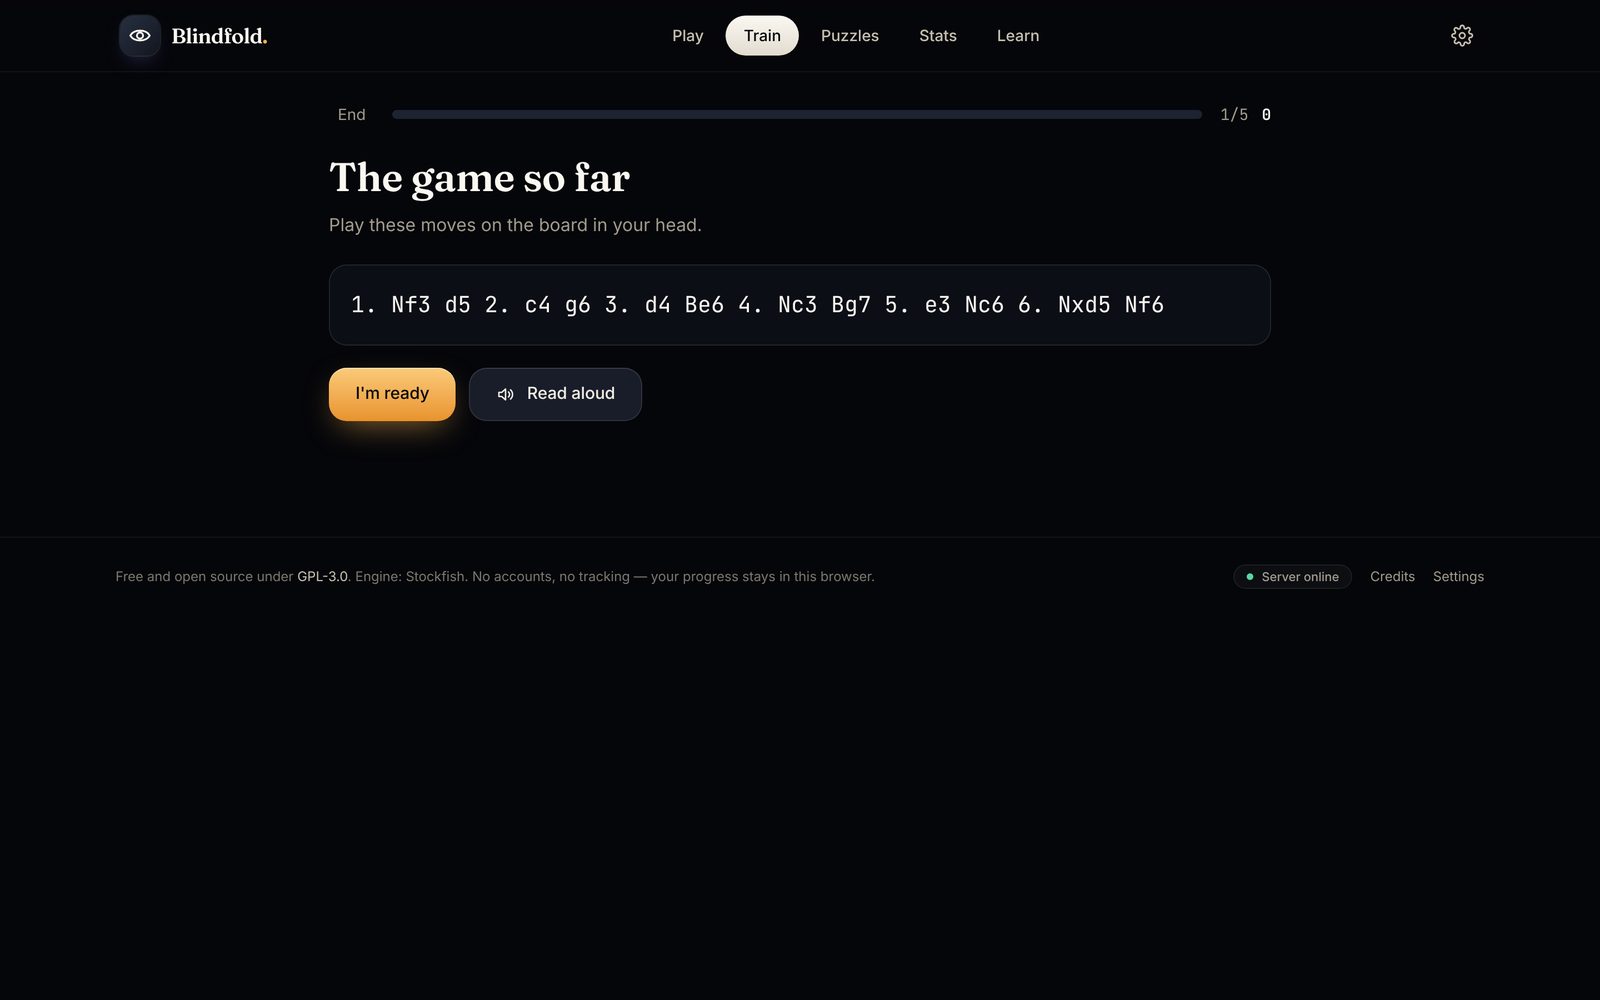 Blindfold.
Play Train Puzzles Stats Learn
End 1/5 0
The game so far
Play these moves on the board in your head.
1. Nf3 d5 2. c4 g6 3. d4 Be6 4. Nc3 Bg7 5. e3 Nc6 6. Nxd5 Nf6
I'm ready Read aloud
Free and open source under GPL-3.0. Engine: Stockfish. No accounts, no tracking — your progress stays in this browser. Server online Credits Settings